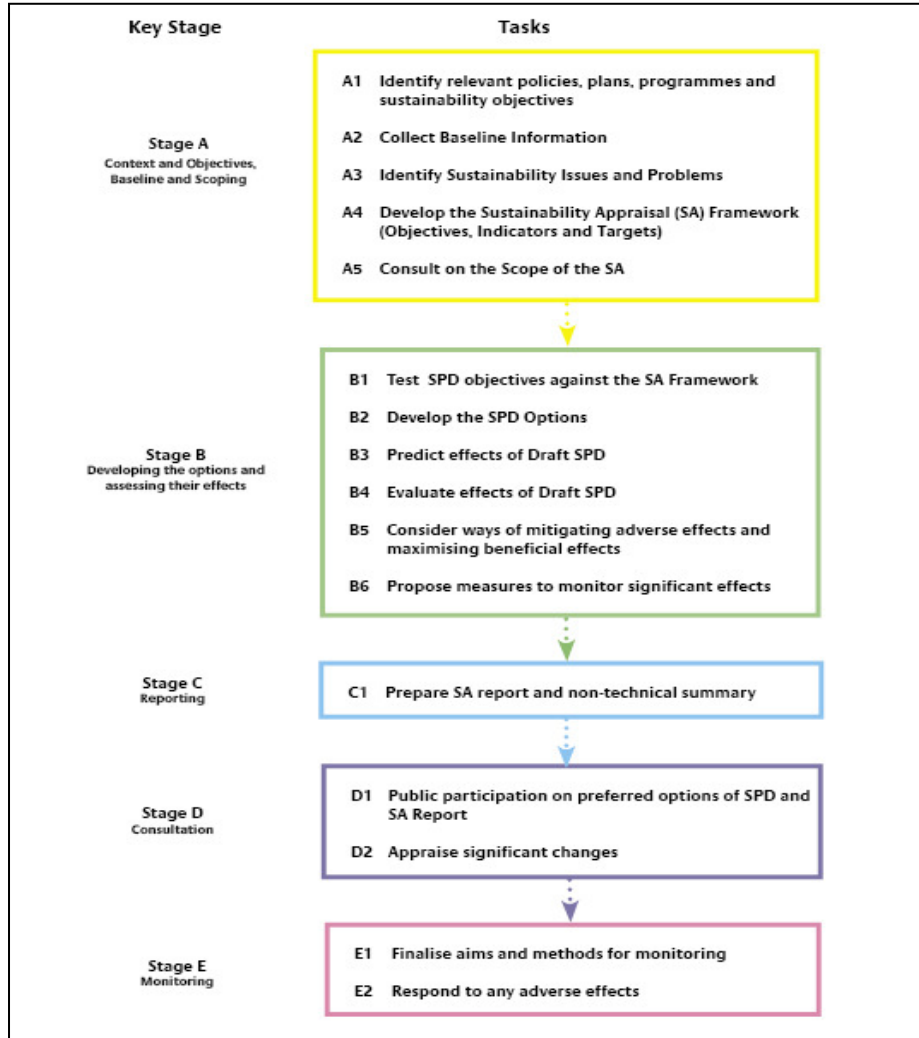 Key Stage
Tasks
Stage A
Context and Objectives,
Baseline and Scoping
A1 Identify relevant policies, plans, programmes and
sustainability objectives
A2 Collect Baseline Information
A3 Identify Sustainability Issues and Problems
A4 Develop the Sustainability Appraisal (SA) Framework
(Objectives, Indicators and Targets)
A5 Consult on the Scope of the SA
Stage B
Developing the options and
assessing their effects
B1 Test SPD objectives against the SA Framework
B2 Develop the SPD Options
B3 Predict effects of Draft SPD
B4 Evaluate effects of Draft SPD
B5 Consider ways of mitigating adverse effects and
maximising beneficial effects
B6 Propose measures to monitor significant effects
Stage C
Reporting
C1 Prepare SA report and non-technical summary
Stage D
Consultation
D1 Public participation on preferred options of SPD and
SA Report
D2 Appraise significant changes
Stage E
Monitoring
E1 Finalise aims and methods for monitoring
E2 Respond to any adverse effects